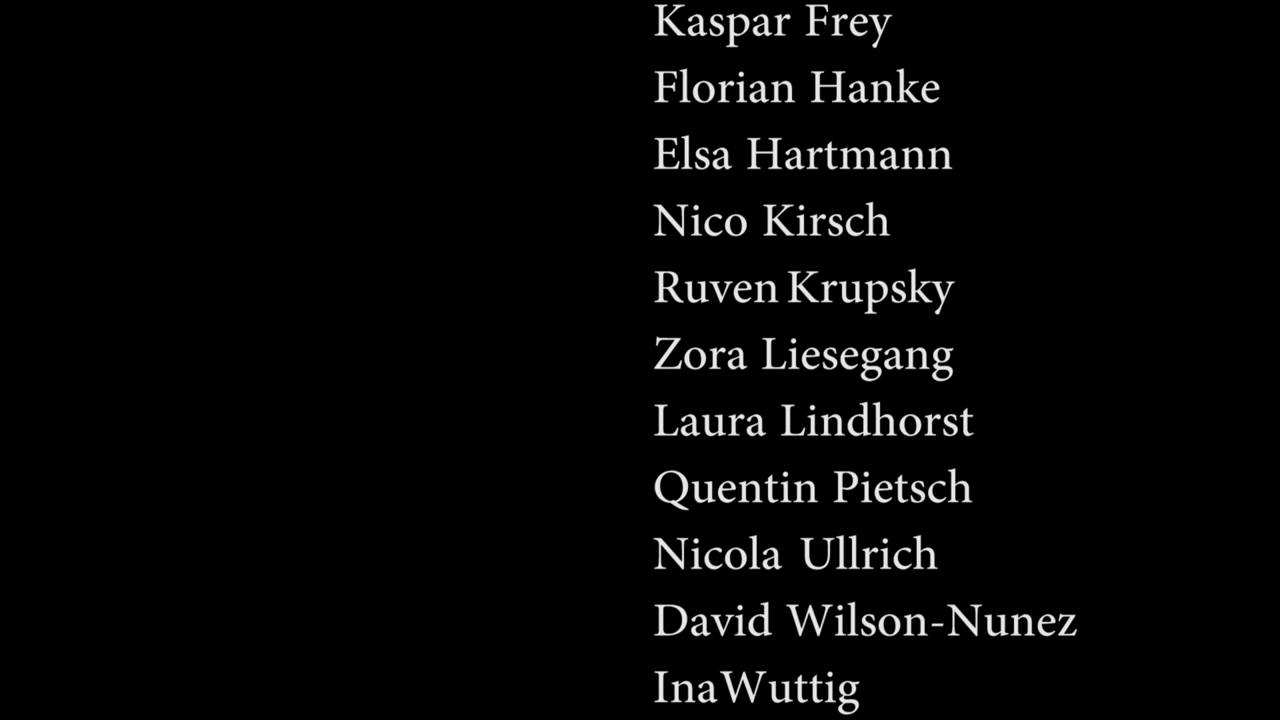 Kaspar Frey
Florian Hanke
Elsa Hartmann
Nico Kirsch
Ruven Krupsky
Zora Liesegang
Laura Lindhorst
Quentin Pietsch
Nicola Ullrich
David Wilson-Nunez
InaWuttig